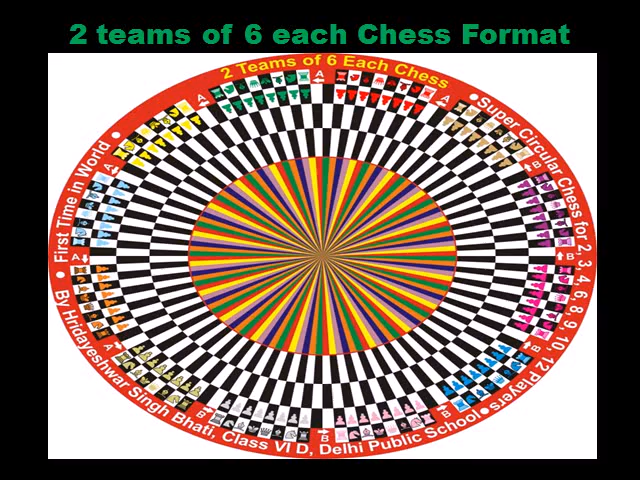 2 teams of 6 each Chess Format
2 Teams of 6 Each Chess
Super Circular Chess for 2, 3, 4, 6, 8, 9, 10, 12 Players
By Hridayeshwar Singh Bhati, Class VI D, Delhi Public School
First Time in World
A
A
B
B
B
B
B
B
A
A
A
A